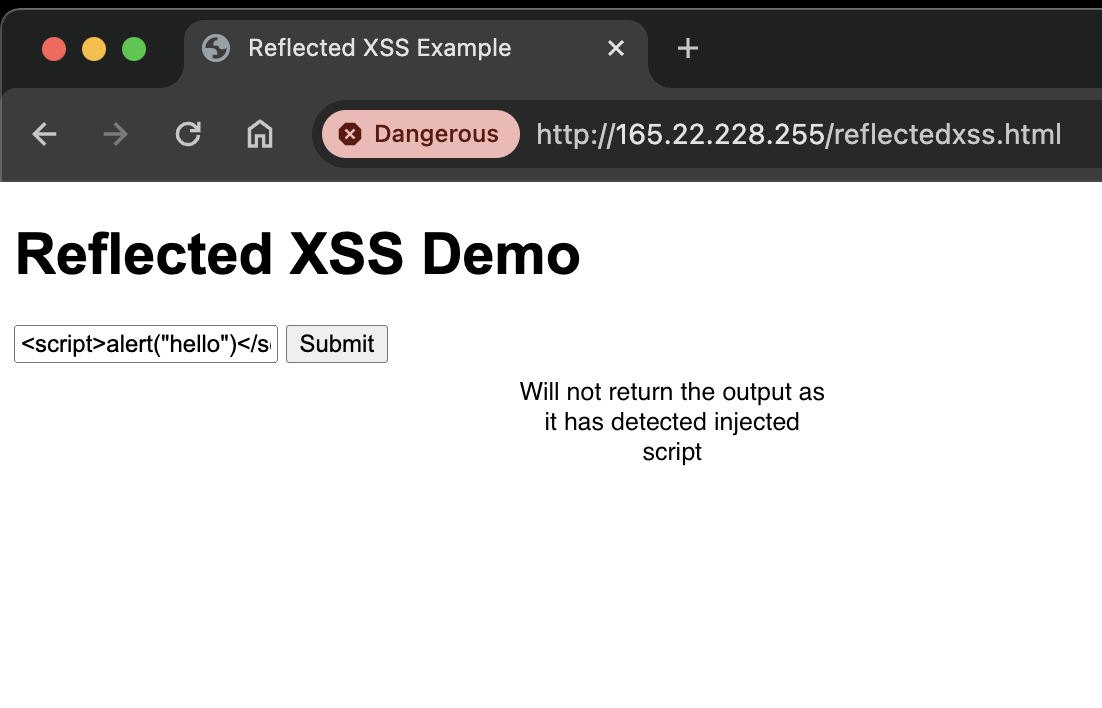 Reflected XSS Example
Dangerous http://165.22.228.255/reflectedxss.html
Reflected XSS Demo
<script>alert("hello")</s Submit
Will not return the output as
it has detected injected
script